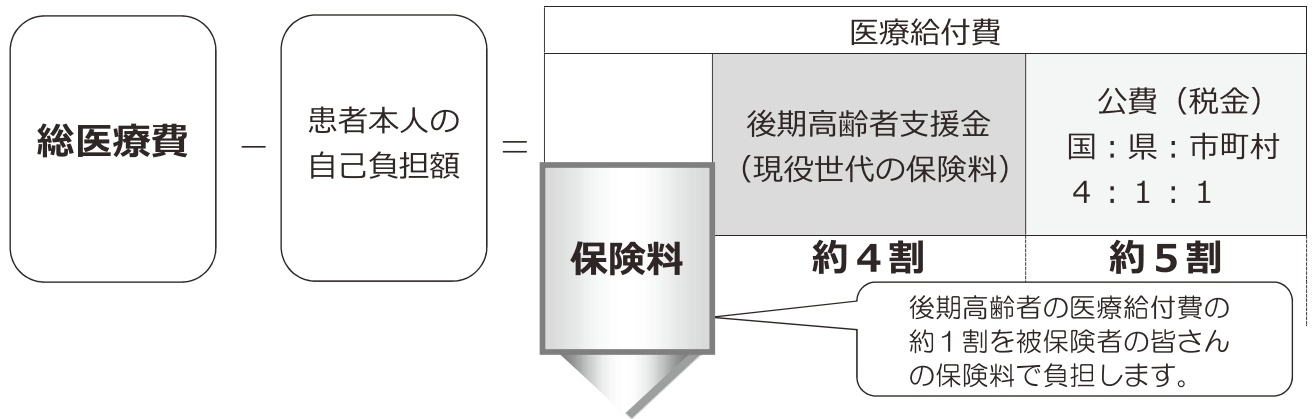 総医療費
−
患者本人の
自己負担額
=
医療給付費
後期高齢者支援金
（現役世代の保険料）
公費（税金）
国：県：市町村
４：１：１
保険料
約４割
約５割
後期高齢者の医療給付費の
約１割を被保険者の皆さん
の保険料で負担します。